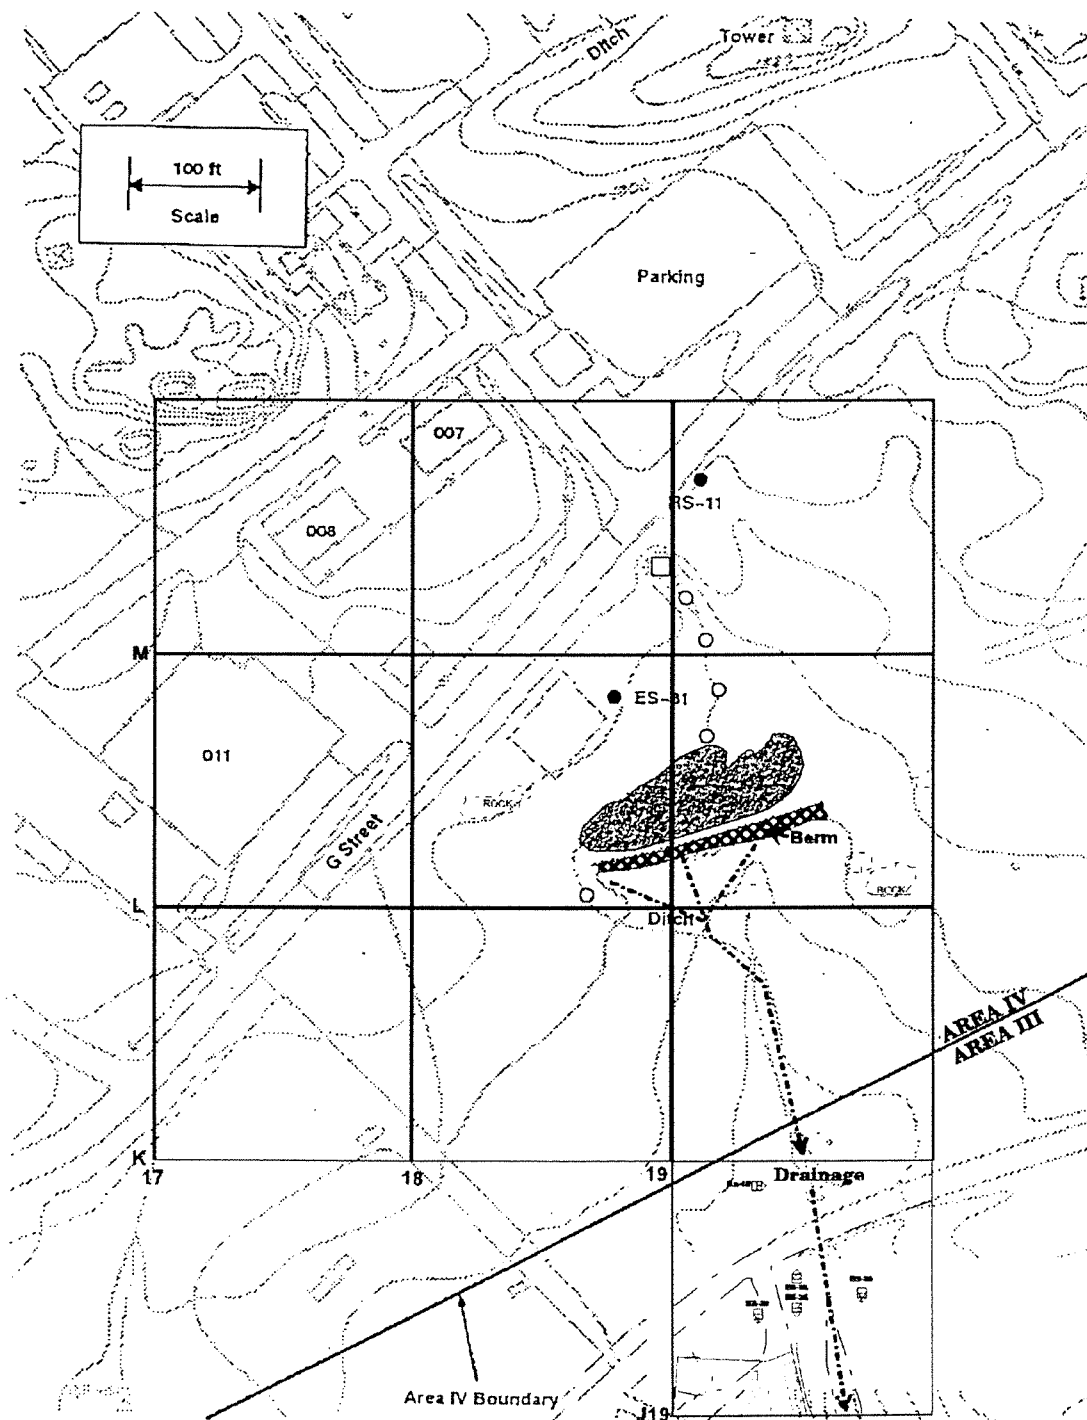 Ditch
Tower
100 ft
Scale
Parking
007
008
RS-11
M
ES-31
011
ROCK
G Street
Berm
ROCK
L
Ditch
AREA IV
AREA III
K
17
18
19
Drainage
Area IV Boundary
J19